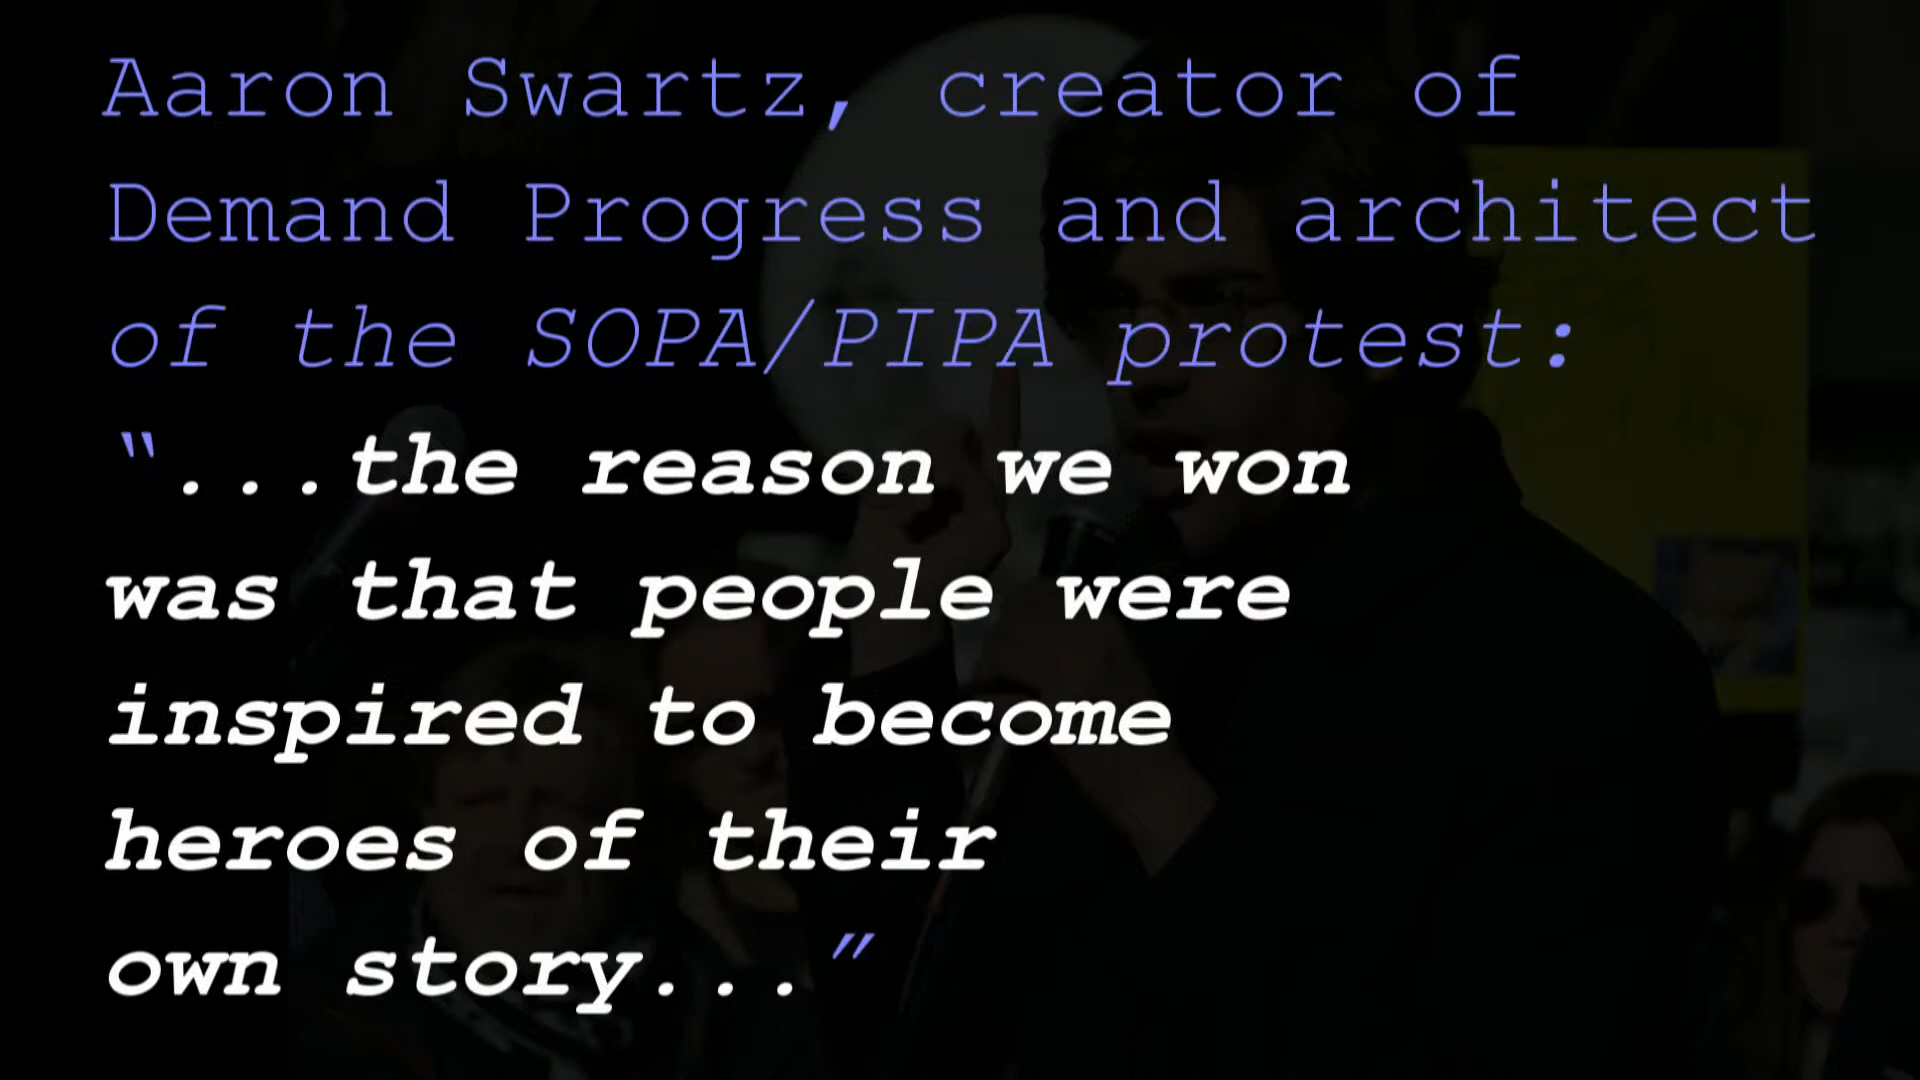 Aaron Swartz, creator of
Demand Progress and architect
of the SOPA/PIPA protest:
"...the reason we won
was that people were
inspired to become
heroes of their
own story..."